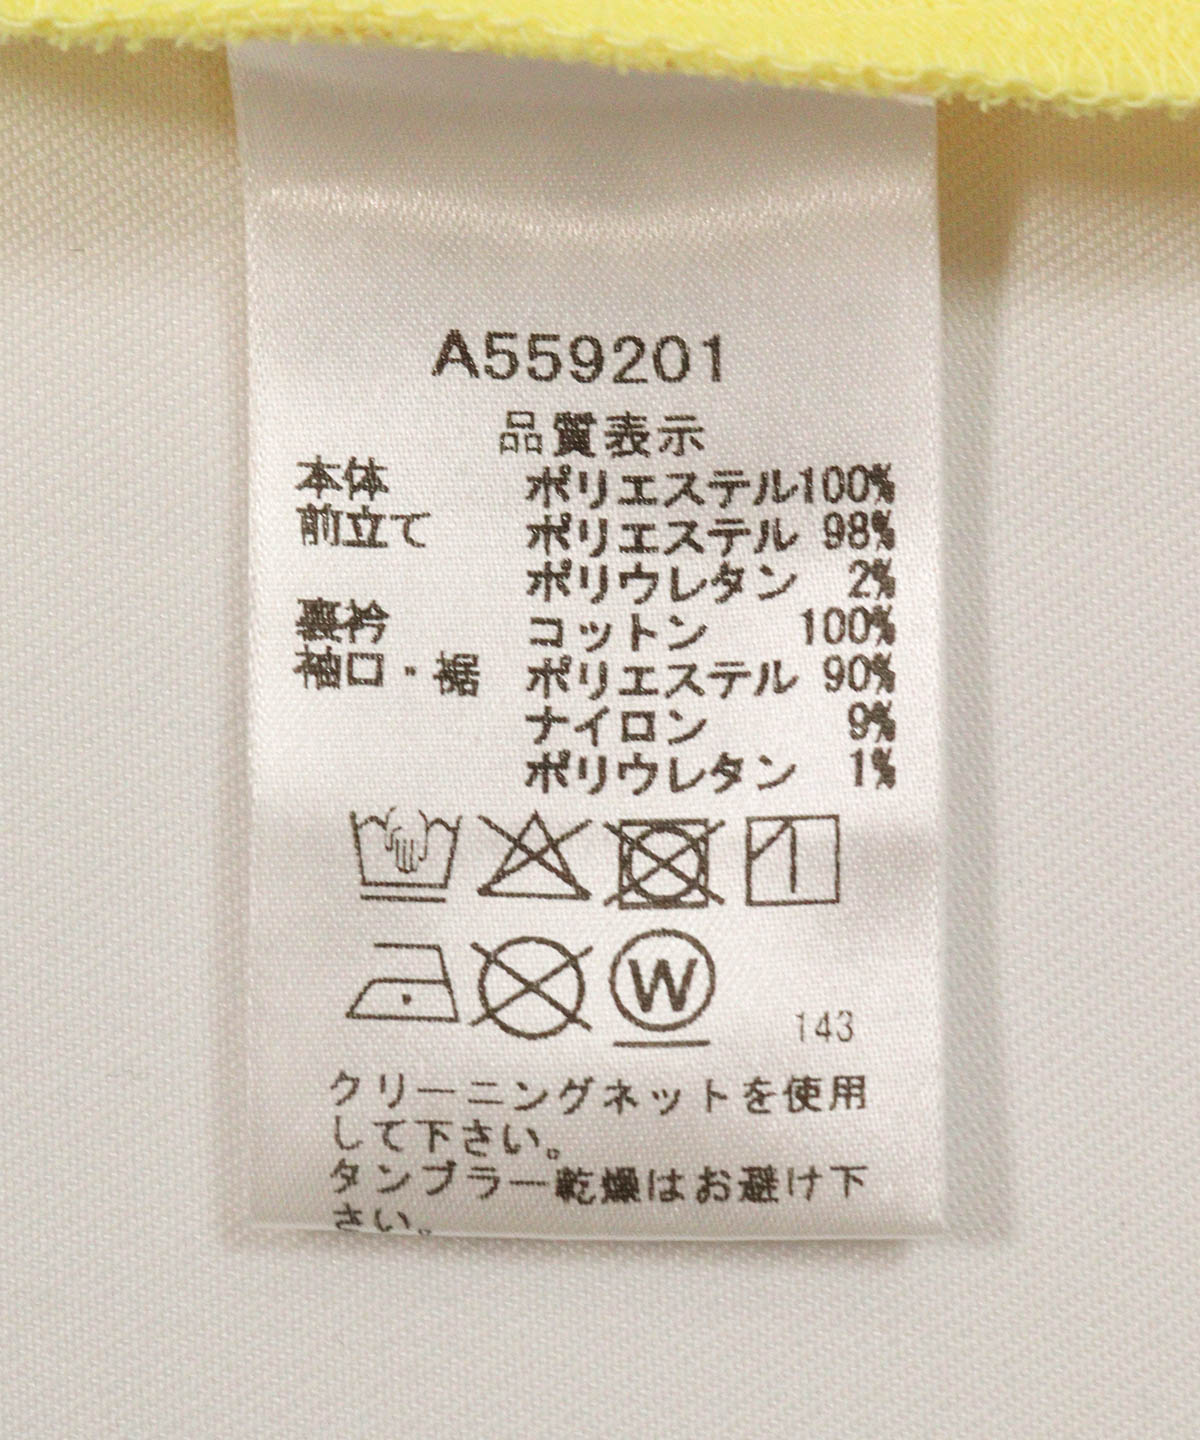 A559201
品質表示
本体 ポリエステル100%
前立て ポリエステル 98%
ポリウレタン 2%
裏衿 コットン 100%
袖口・裾 ポリエステル 90%
ナイロン 9%
ポリウレタン 1%
W
143
クリーニングネットを使用
して下さい。
タンブラー乾燥はお避け下
さい。